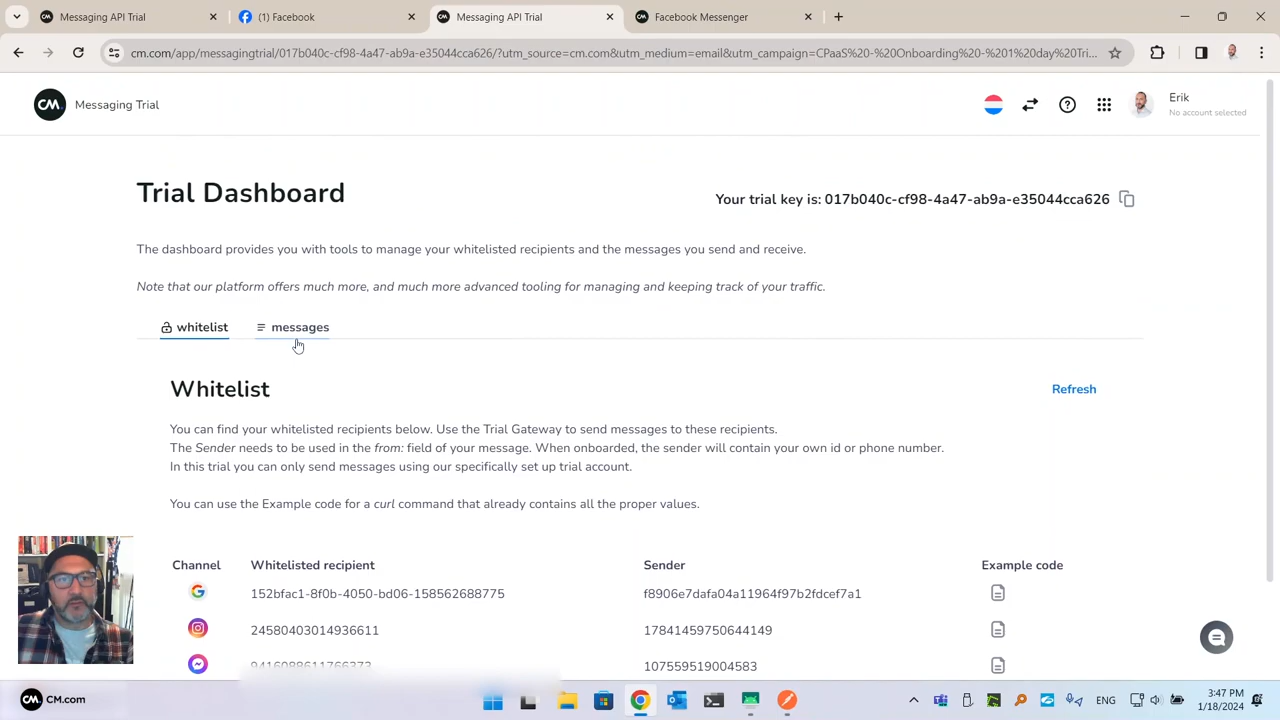 Messaging API Trial
(1) Facebook
Messaging API Trial
Facebook Messenger
cm.com/app/messagingtrial/017b040c-cf98-4a47-ab9a-e35044cca626/?utm_source=cm.com&utm_medium=email&utm_campaign=CPaaS%20-%20Onboarding%20-%201%20day%20Tri...
CM. Messaging Trial
Erik
No account selected
Trial Dashboard
Your trial key is: 017b040c-cf98-4a47-ab9a-e35044cca626
The dashboard provides you with tools to manage your whitelisted recipients and the messages you send and receive.
Note that our platform offers much more, and much more advanced tooling for managing and keeping track of your traffic.
whitelist messages
Whitelist
Refresh
You can find your whitelisted recipients below. Use the Trial Gateway to send messages to these recipients.
The Sender needs to be used in the from: field of your message. When onboarded, the sender will contain your own id or phone number.
In this trial you can only send messages using our specifically set up trial account.
You can use the Example code for a curl command that already contains all the proper values.
Channel Whitelisted recipient Sender Example code
152bfac1-8f0b-4050-bd06-158562688775 f8906e7dafa04a11964f97b2fdcef7a1
24580403014936611 17841459750644149
9416088611766373 107559519004583
CM. CM.com
ENG
3:47 PM
1/18/2024